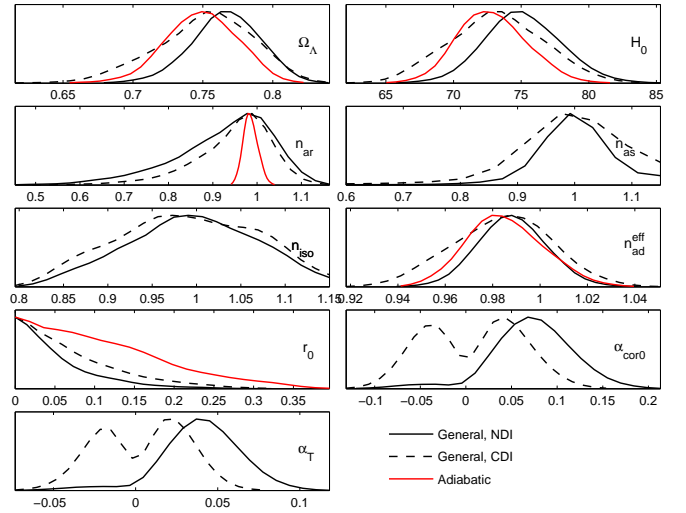 Ω_Λ
0.65 0.7 0.75 0.8
H_0
65 70 75 80 85
n_ar
0.5 0.6 0.7 0.8 0.9 1 1.1
n_as
0.6 0.7 0.8 0.9 1 1.1
n_iso
0.8 0.85 0.9 0.95 1 1.05 1.1 1.15
n_ad^eff
0.92 0.94 0.96 0.98 1 1.02 1.04
r_0
0 0.05 0.1 0.15 0.2 0.25 0.3 0.35
α_cor0
−0.1 −0.05 0 0.05 0.1 0.15 0.2
α_T
−0.05 0 0.05 0.1
General, NDI
General, CDI
Adiabatic